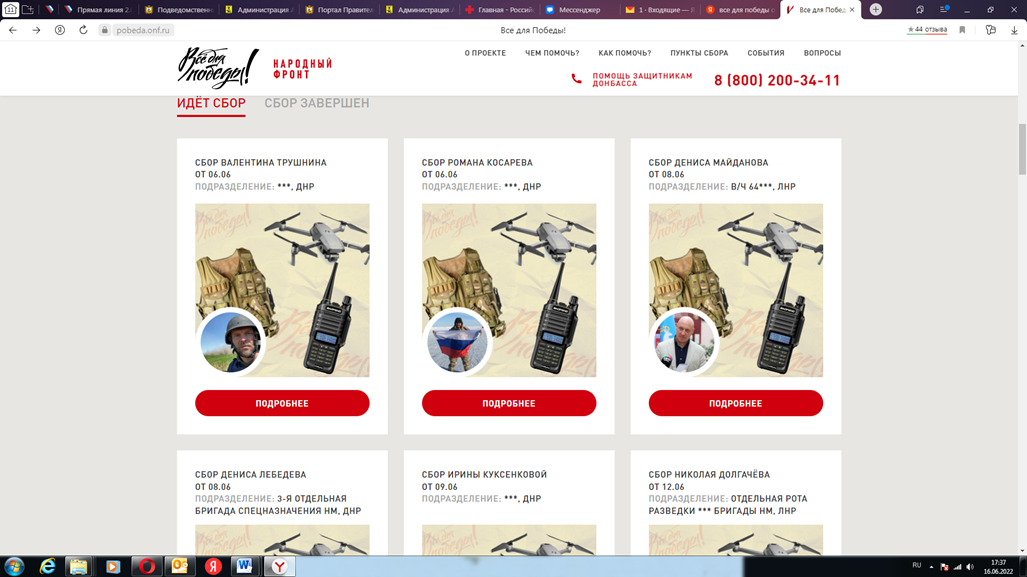 Прямая линия 2.
Подведомственн
Администрация
Портал Правител
Администрация
Главная – Россий
Мессенджер
1 · Входящие — Я
все для победы
Все для Побед
pobeda.onf.ru
Все для Победы!
44 отзыва
Всё для победы!
НАРОДНЫЙ
ФРОНТ
О ПРОЕКТЕ
ЧЕМ ПОМОЧЬ?
КАК ПОМОЧЬ?
ПУНКТЫ СБОРА
СОБЫТИЯ
ВОПРОСЫ
ПОМОЩЬ ЗАЩИТНИКАМ
ДОНБАССА
8 (800) 200-34-11
ИДЁТ СБОР
СБОР ЗАВЕРШЕН
СБОР ВАЛЕНТИНА ТРУШНИНА
ОТ 06.06
ПОДРАЗДЕЛЕНИЕ: ***, ДНР
ПОДРОБНЕЕ
СБОР РОМАНА КОСАРЕВА
ОТ 06.06
ПОДРАЗДЕЛЕНИЕ: ***, ДНР
ПОДРОБНЕЕ
СБОР ДЕНИСА МАЙДАНОВА
ОТ 08.06
ПОДРАЗДЕЛЕНИЕ: В/Ч 64***, ЛНР
ПОДРОБНЕЕ
СБОР ДЕНИСА ЛЕБЕДЕВА
ОТ 08.06
ПОДРАЗДЕЛЕНИЕ: 3-Я ОТДЕЛЬНАЯ
БРИГАДА СПЕЦНАЗНАЧЕНИЯ НМ, ДНР
СБОР ИРИНЫ КУКСЕНКОВОЙ
ОТ 09.06
ПОДРАЗДЕЛЕНИЕ: ***, ДНР
СБОР НИКОЛАЯ ДОЛГАЧЁВА
ОТ 12.06
ПОДРАЗДЕЛЕНИЕ: ОТДЕЛЬНАЯ РОТА
РАЗВЕДКИ *** БРИГАДЫ НМ, ЛНР
RU
17:37
16.06.2022